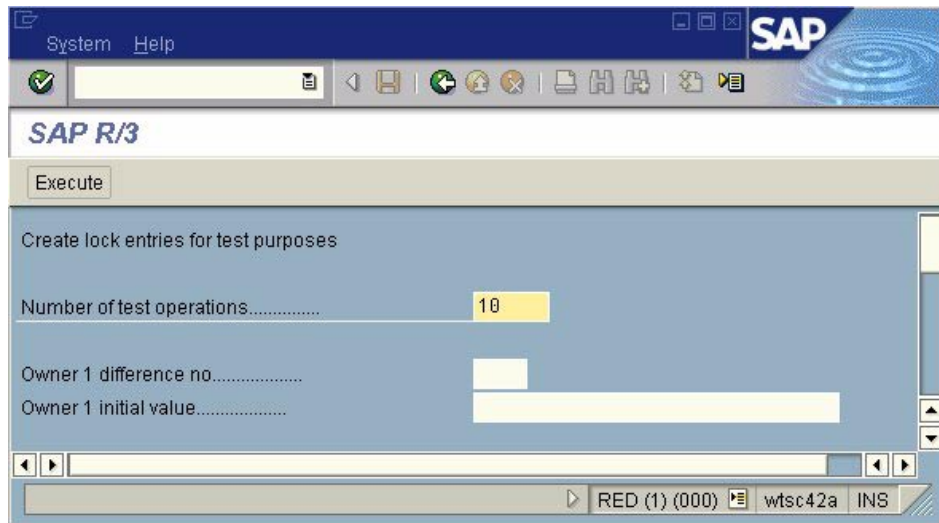 System Help
SAP
SAP R/3
Execute
Create lock entries for test purposes
Number of test operations............... 10
Owner 1 difference no...................
Owner 1 initial value...................
RED (1) (000) wtsc42a INS